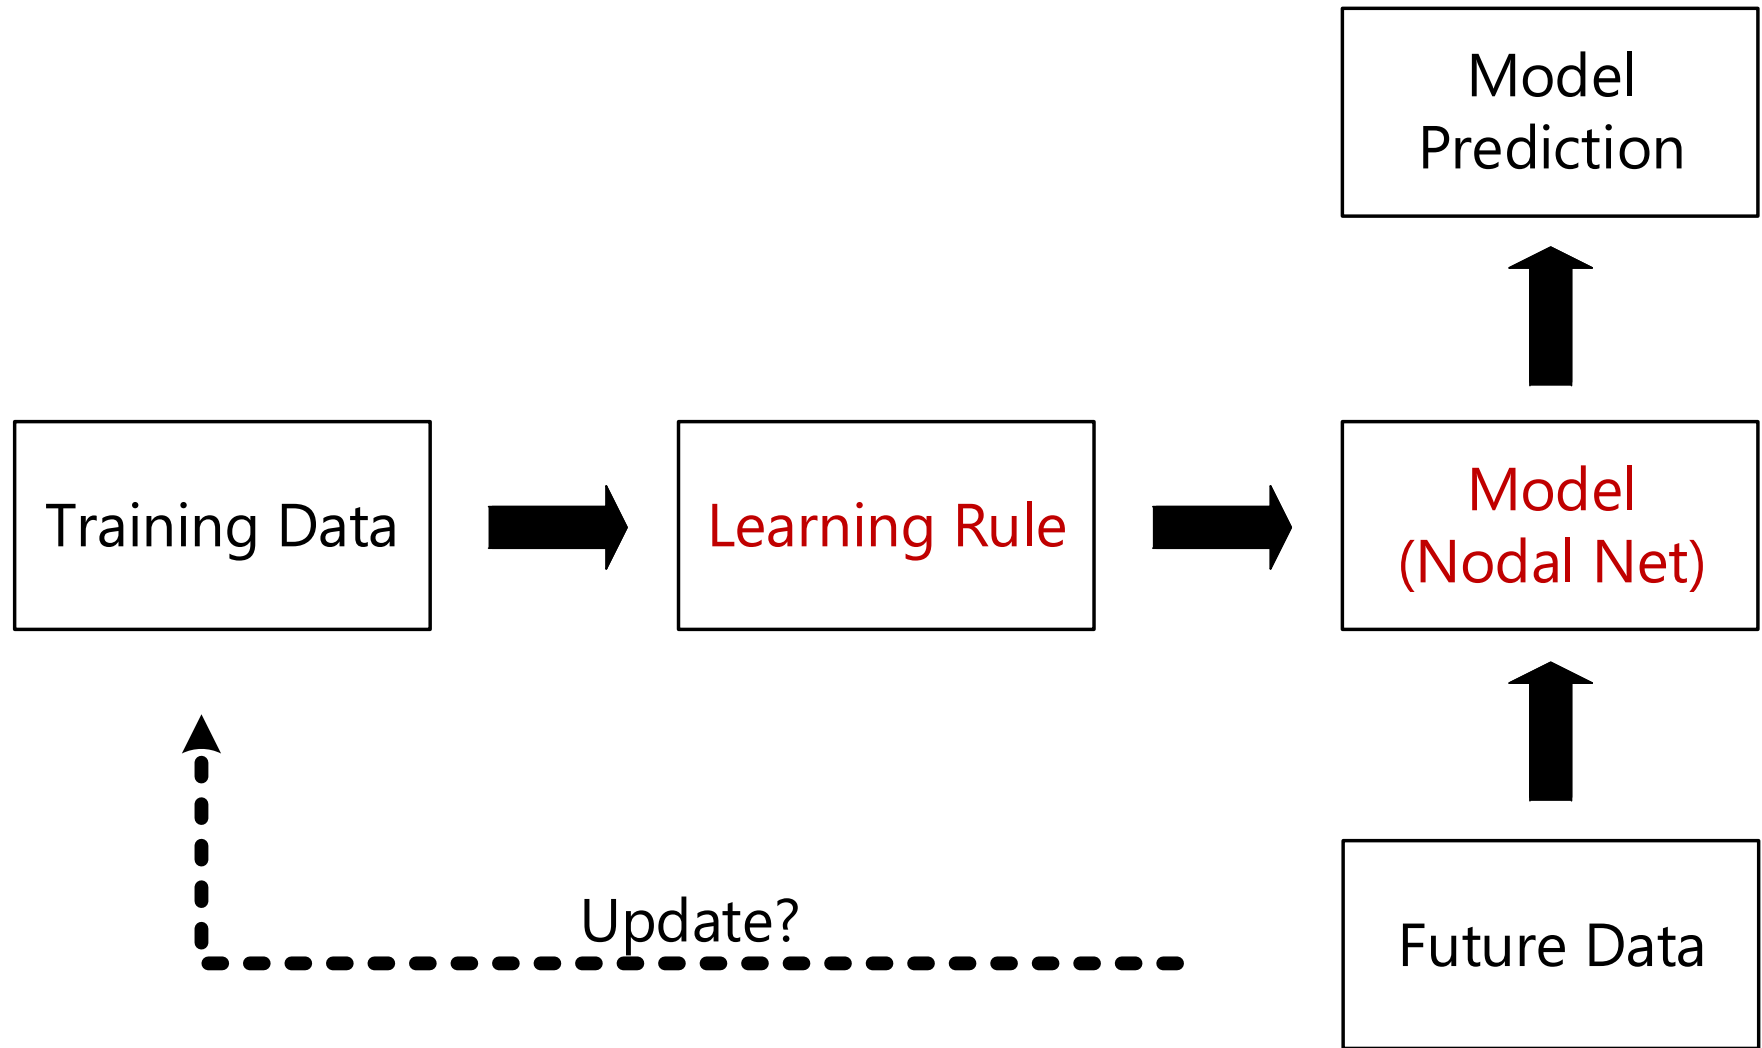 Model
Prediction
Training Data
Learning Rule
Model
(Nodal Net)
Update?
Future Data